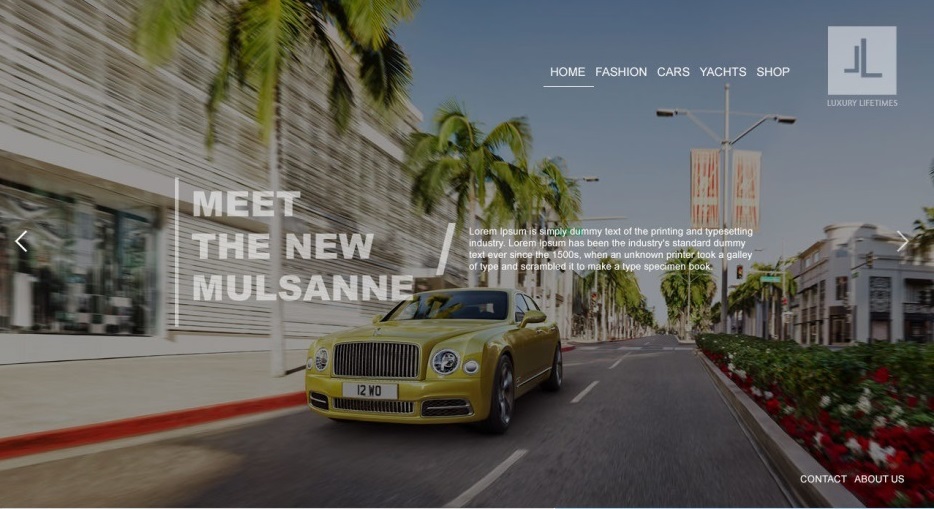 HOME FASHION CARS YACHTS SHOP
LUXURY LIFETIMES
MEET
THE NEW
MULSANNE
Lorem Ipsum is simply dummy text of the printing and typesetting
industry. Lorem Ipsum has been the industry's standard dummy
text ever since the 1500s, when an unknown printer took a galley
of type and scrambled it to make a type specimen book.
12 WO
CONTACT ABOUT US